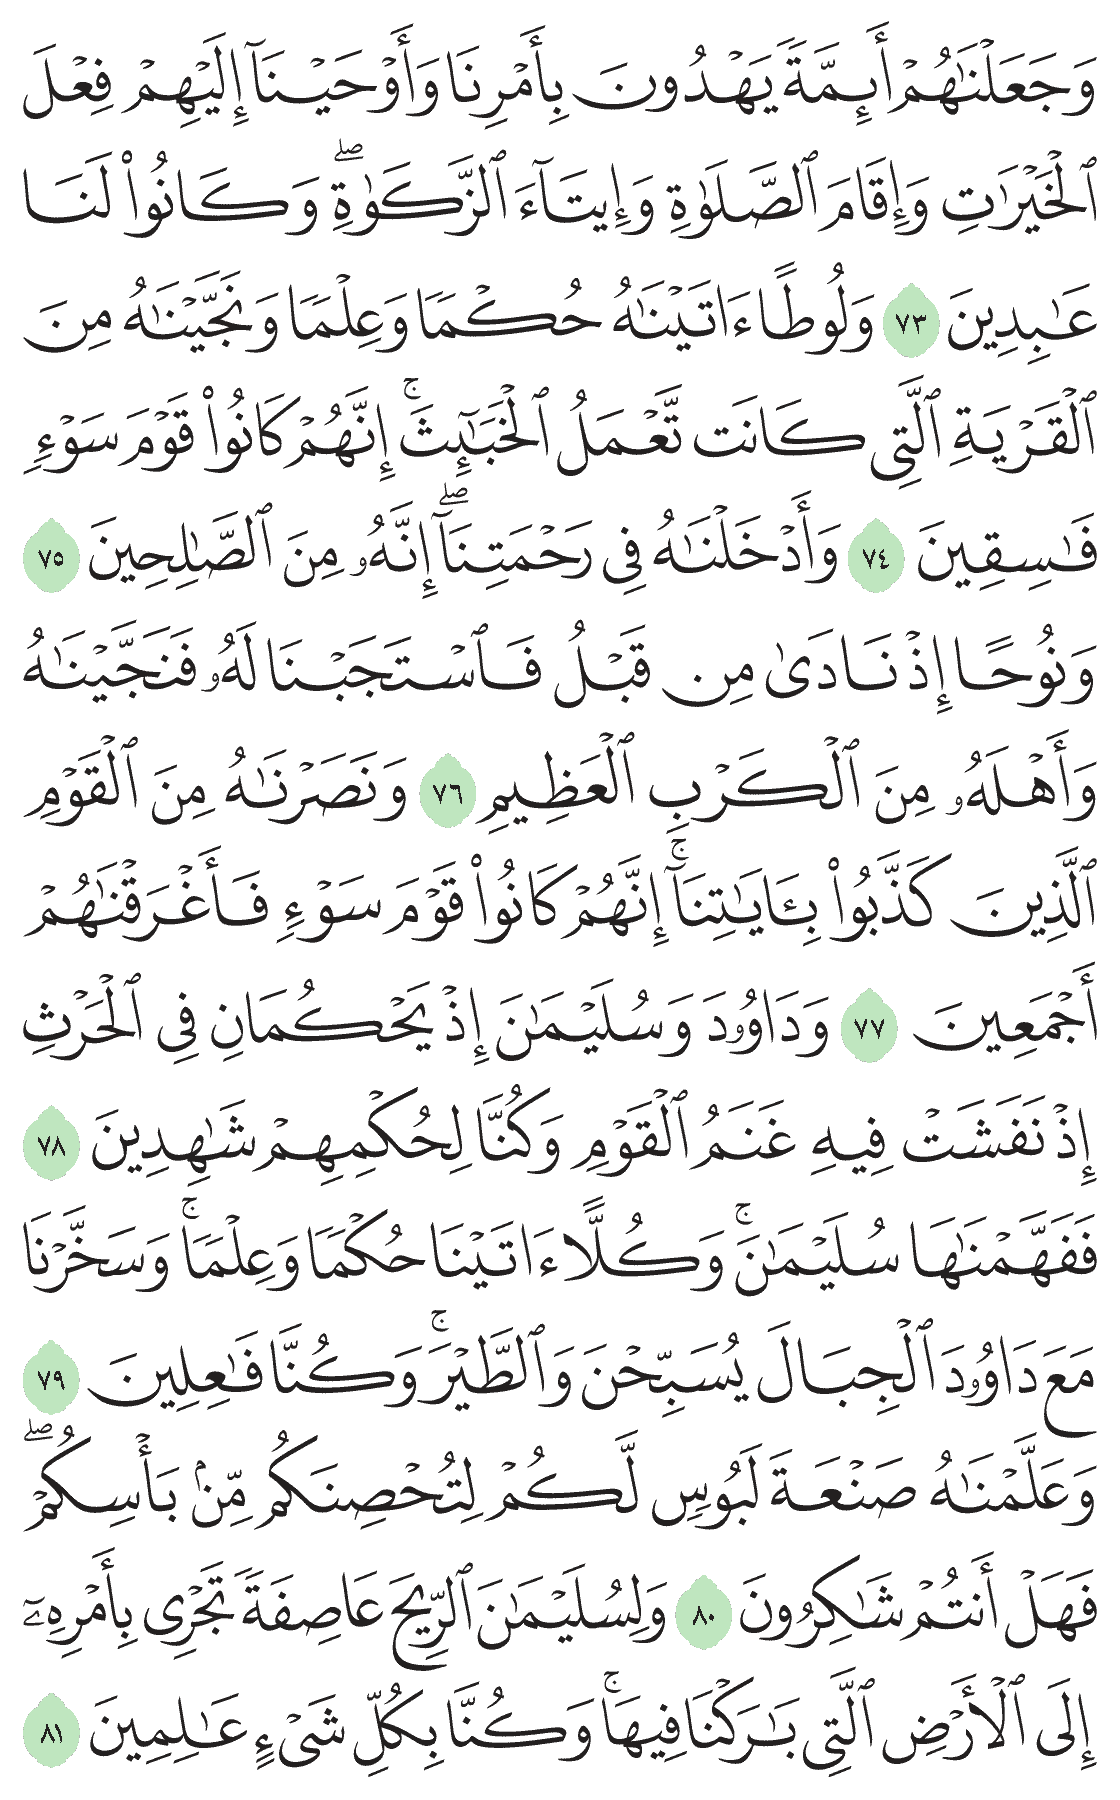 وَجَعَلْنَٰهُمْ أَئِمَّةً يَهْدُونَ بِأَمْرِنَا وَأَوْحَيْنَآ إِلَيْهِمْ فِعْلَ
ٱلْخَيْرَٰتِ وَإِقَامَ ٱلصَّلَوٰةِ وَإِيتَآءَ ٱلزَّكَوٰةِ ۖ وَكَانُوا۟ لَنَا
عَٰبِدِينَ ٧٣ وَلُوطًا ءَاتَيْنَٰهُ حُكْمًا وَعِلْمًا وَنَجَّيْنَٰهُ مِنَ
ٱلْقَرْيَةِ ٱلَّتِى كَانَت تَّعْمَلُ ٱلْخَبَٰٓئِثَ ۚ إِنَّهُمْ كَانُوا۟ قَوْمَ سَوْءٍ
فَٰسِقِينَ ٧٤ وَأَدْخَلْنَٰهُ فِى رَحْمَتِنَآ ۖ إِنَّهُۥ مِنَ ٱلصَّٰلِحِينَ ٧٥
وَنُوحًا إِذْ نَادَىٰ مِن قَبْلُ فَٱسْتَجَبْنَا لَهُۥ فَنَجَّيْنَٰهُ
وَأَهْلَهُۥ مِنَ ٱلْكَرْبِ ٱلْعَظِيمِ ٧٦ وَنَصَرْنَٰهُ مِنَ ٱلْقَوْمِ
ٱلَّذِينَ كَذَّبُوا۟ بِـَٔايَٰتِنَآ ۚ إِنَّهُمْ كَانُوا۟ قَوْمَ سَوْءٍ فَأَغْرَقْنَٰهُمْ
أَجْمَعِينَ ٧٧ وَدَاوُۥدَ وَسُلَيْمَٰنَ إِذْ يَحْكُمَانِ فِى ٱلْحَرْثِ
إِذْ نَفَشَتْ فِيهِ غَنَمُ ٱلْقَوْمِ وَكُنَّا لِحُكْمِهِمْ شَٰهِدِينَ ٧٨
فَفَهَّمْنَٰهَا سُلَيْمَٰنَ ۚ وَكُلًّا ءَاتَيْنَا حُكْمًا وَعِلْمًا ۚ وَسَخَّرْنَا
مَعَ دَاوُۥدَ ٱلْجِبَالَ يُسَبِّحْنَ وَٱلطَّيْرَ ۚ وَكُنَّا فَٰعِلِينَ ٧٩
وَعَلَّمْنَٰهُ صَنْعَةَ لَبُوسٍ لَّكُمْ لِتُحْصِنَكُم مِّنۢ بَأْسِكُمْ ۖ
فَهَلْ أَنتُمْ شَٰكِرُونَ ٨٠ وَلِسُلَيْمَٰنَ ٱلرِّيحَ عَاصِفَةً تَجْرِى بِأَمْرِهِۦٓ
إِلَى ٱلْأَرْضِ ٱلَّتِى بَٰرَكْنَا فِيهَا ۚ وَكُنَّا بِكُلِّ شَىْءٍ عَٰلِمِينَ ٨١